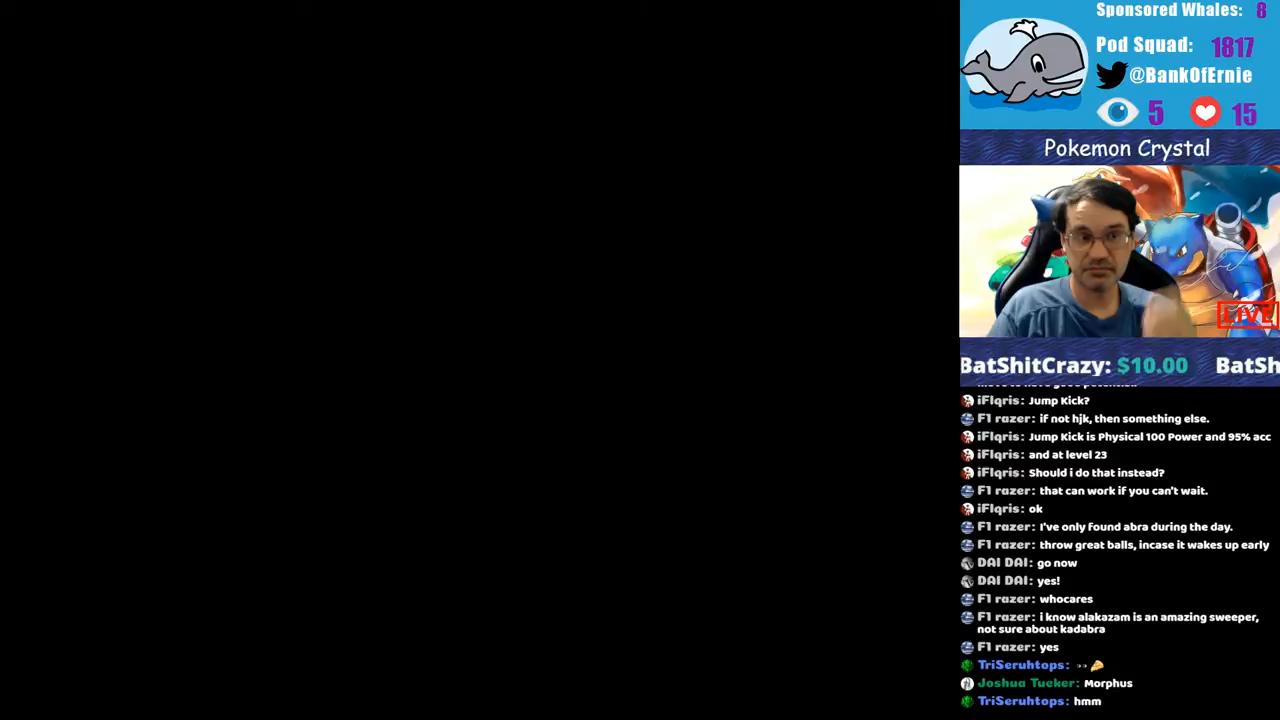 Sponsored Whales: 8
Pod Squad: 1817
@BankOfErnie
5 15
Pokemon Crystal
LIVE
BatShitCrazy: $10.00 BatSh
iFlqris: Jump Kick?
F1 razer: if not hjk, then something else.
iFlqris: Jump Kick is Physical 100 Power and 95% acc
iFlqris: and at level 23
iFlqris: Should i do that instead?
F1 razer: that can work if you can't wait.
iFlqris: ok
F1 razer: I've only found abra during the day.
F1 razer: throw great balls, incase it wakes up early
DAI DAI: go now
DAI DAI: yes!
F1 razer: whocares
F1 razer: i know alakazam is an amazing sweeper,
not sure about kadabra
F1 razer: yes
TriSeruhtops: 👀🍕
Joshua Tucker: Morphus
TriSeruhtops: hmm